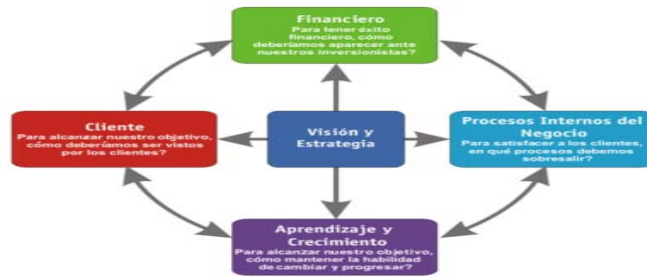 Financiero
Para tener éxito
financiero, cómo
deberíamos aparecer ante
nuestros inversionistas?
Cliente
Para alcanzar nuestro objetivo,
cómo deberíamos ser vistos
por los clientes?
Visión y
Estrategia
Procesos Internos del
Negocio
Para satisfacer a los clientes,
en qué procesos debemos
sobresalir?
Aprendizaje y
Crecimiento
Para alcanzar nuestro objetivo,
cómo mantener la habilidad
de cambiar y progresar?